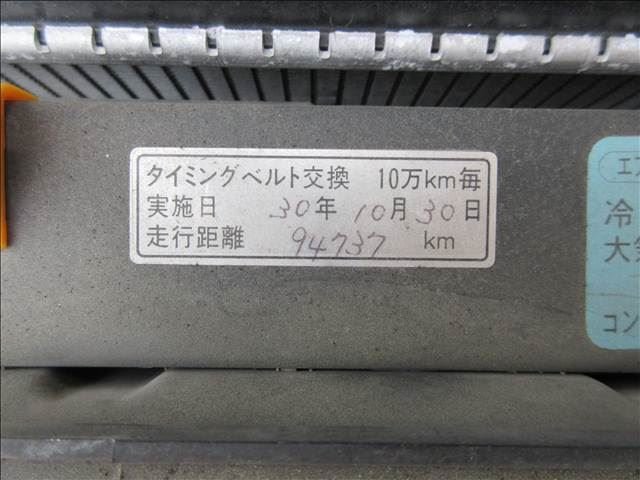 タイミングベルト交換 10万km毎
実施日 30年 10月 30日
走行距離 94737 km
冷
コン